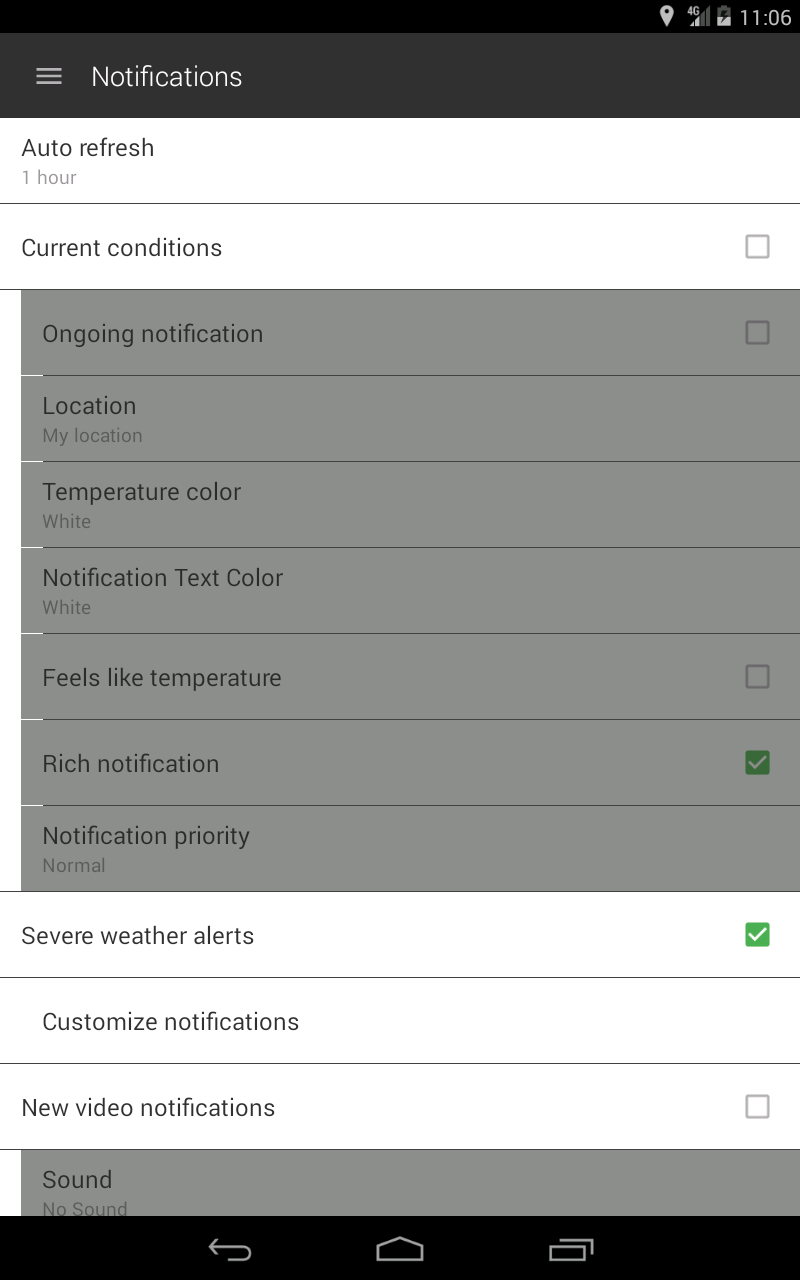 4G 11:06
Notifications
Auto refresh
1 hour
Current conditions
Ongoing notification
Location
My location
Temperature color
White
Notification Text Color
White
Feels like temperature
Rich notification
Notification priority
Normal
Severe weather alerts
Customize notifications
New video notifications
Sound
No Sound